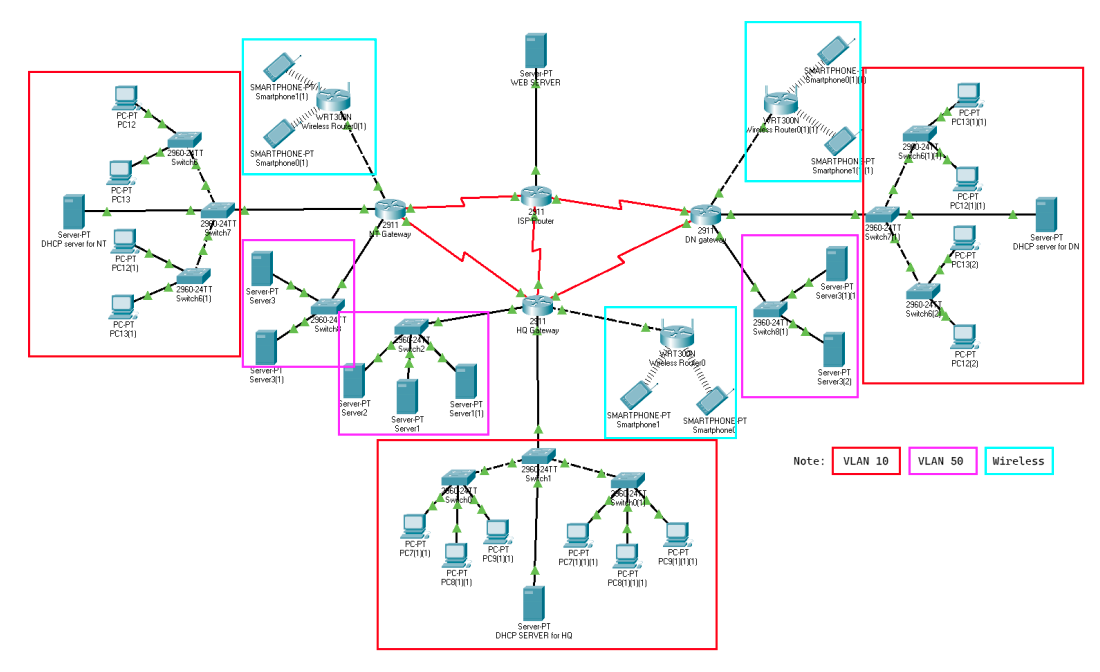 SMARTPHONE-PT
Smartphone1(1)
WRT300N
Wireless Router0(1)
SMARTPHONE-PT
Smartphone0(1)
Server-PT
WEB SERVER
SMARTPHONE-PT
Smartphone0(1)(1)
WRT300N
Wireless Router0(1)(1)
SMARTPHONE-PT
Smartphone1(1)(1)
PC-PT
PC12
2960-24TT
Switch6
PC-PT
PC13
2960-24TT
Switch7
Server-PT
DHCP server for NT
PC-PT
PC12(1)
2960-24TT
Switch6(1)
PC-PT
PC13(1)
2911
NT Gateway
2911
ISP Router
2911
DN gateway
2911
HQ Gateway
PC-PT
PC13(1)(1)
2960-24TT
Switch6(1)(1)
PC-PT
PC12(1)(1)
2960-24TT
Switch7(1)
Server-PT
DHCP server for DN
PC-PT
PC13(2)
2960-24TT
Switch6(2)
PC-PT
PC12(2)
Server-PT
Server3
2960-24TT
Server-PT
Server3(1)
2960-24TT
Switch2
Server-PT
Server2
Server-PT
Server1
Server-PT
Server1(1)
WRT300N
Wireless Router0
SMARTPHONE-PT
Smartphone1
SMARTPHONE-PT
Smartphone0
Server-PT
Server3(1)(1)
2960-24TT
Switch8(1)
Server-PT
Server3(2)
2960-24TT
Switch1
2960-24TT
Switch0
2960-24TT
Switch0(1)
PC-PT
PC7(1)(1)
PC-PT
PC8(1)(1)
PC-PT
PC9(1)(1)
PC-PT
PC7(1)(1)(1)
PC-PT
PC8(1)(1)(1)
PC-PT
PC9(1)(1)(1)
Server-PT
DHCP SERVER for HQ
Note: VLAN 10 VLAN 50 Wireless